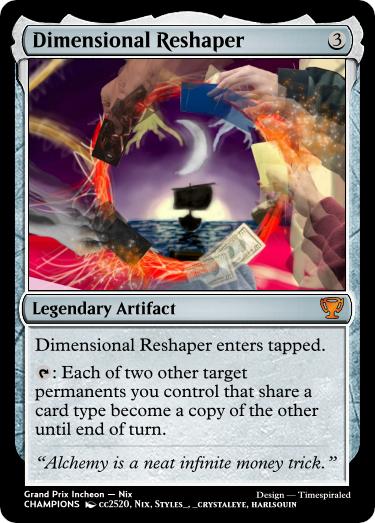 Dimensional Reshaper 3
Legendary Artifact
Dimensional Reshaper enters tapped.
: Each of two other target
permanents you control that share a
card type become a copy of the other
until end of turn.
“Alchemy is a neat infinite money trick.”
Grand Prix Incheon — Nix Design — Timespiraled
CHAMPIONS cc2520, Nix, Styles_, _crystaleye, harlsouin